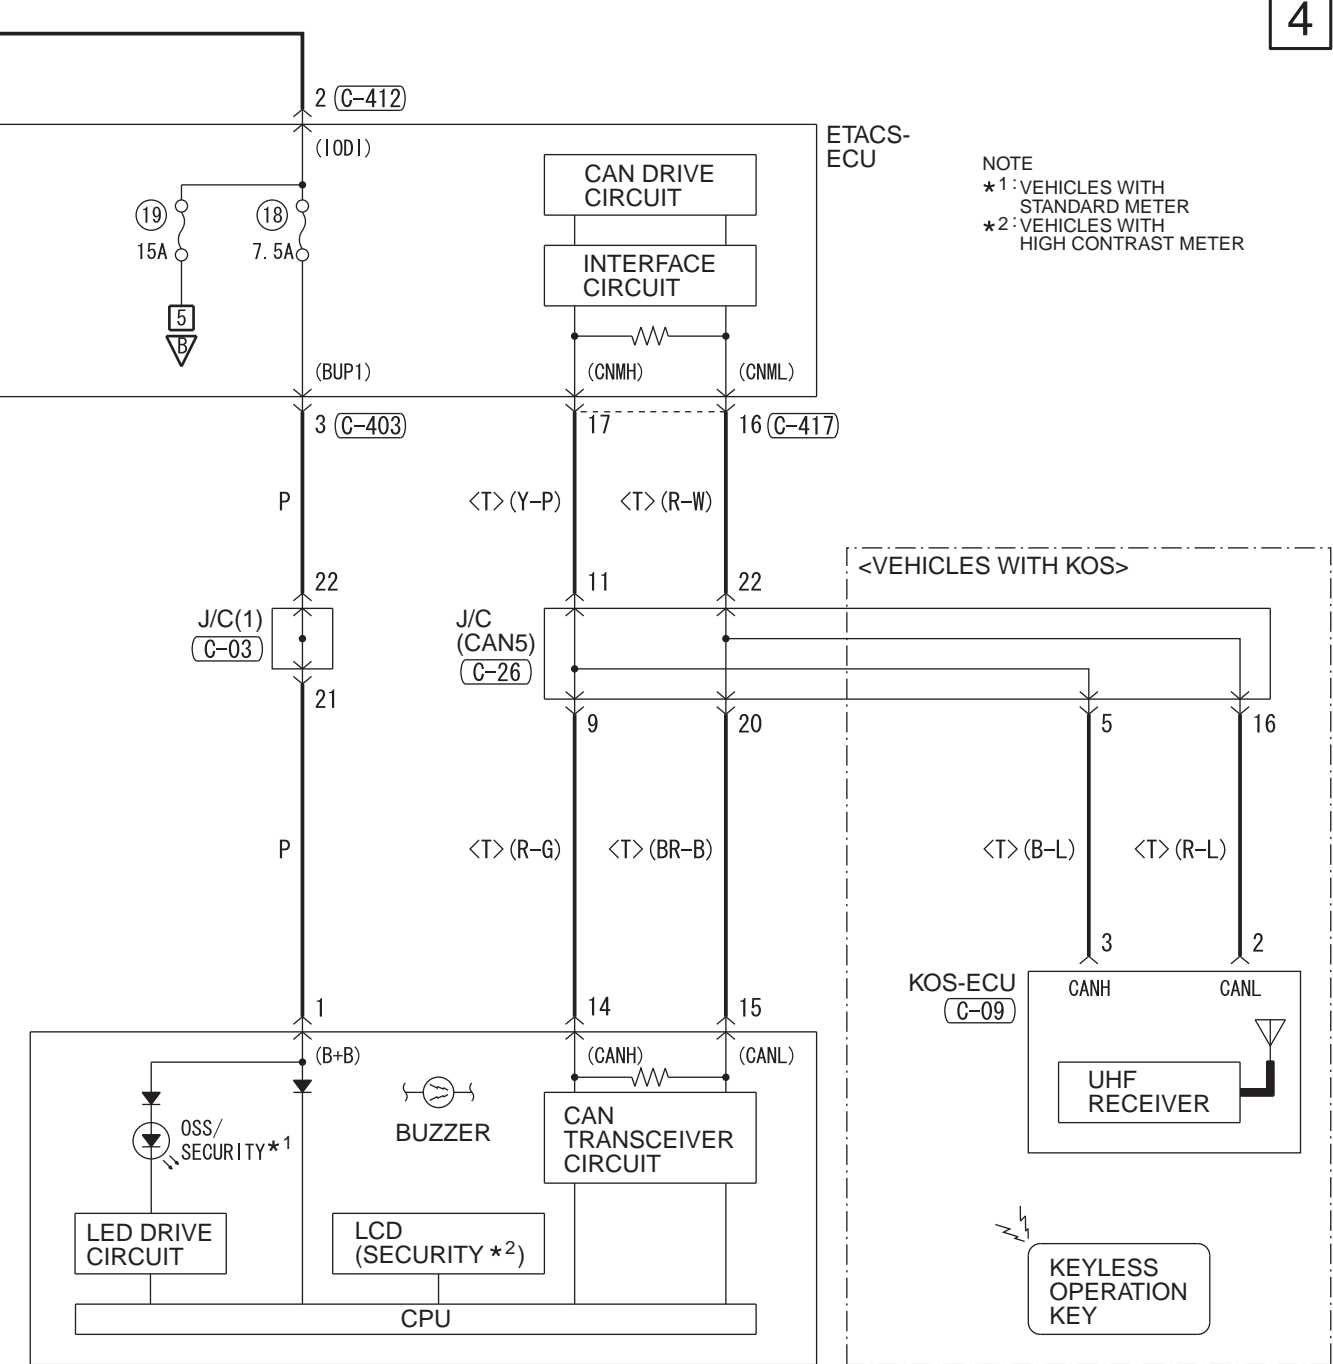 4
2 (C-412)
(IODI)
ETACS-
ECU
CAN DRIVE
CIRCUIT
NOTE
*1:VEHICLES WITH
STANDARD METER
*2:VEHICLES WITH
HIGH CONTRAST METER
19
15A
18
7.5A
INTERFACE
CIRCUIT
5
B
(BUP1)
(CNMH)
(CNML)
3 (C-403)
17
16 (C-417)
P
<T>(Y-P)
<T>(R-W)
<VEHICLES WITH KOS>
22
11
22
J/C(1)
C-03
J/C
(CAN5)
C-26
21
9
20
5
16
P
<T>(R-G)
<T>(BR-B)
<T>(B-L)
<T>(R-L)
3
2
KOS-ECU
C-09
CANH
CANL
1
14
15
(B+B)
(CANH)
(CANL)
UHF
RECEIVER
OSS/
SECURITY*1
BUZZER
CAN
TRANSCEIVER
CIRCUIT
LED DRIVE
CIRCUIT
LCD
(SECURITY *2)
KEYLESS
OPERATION
KEY
CPU